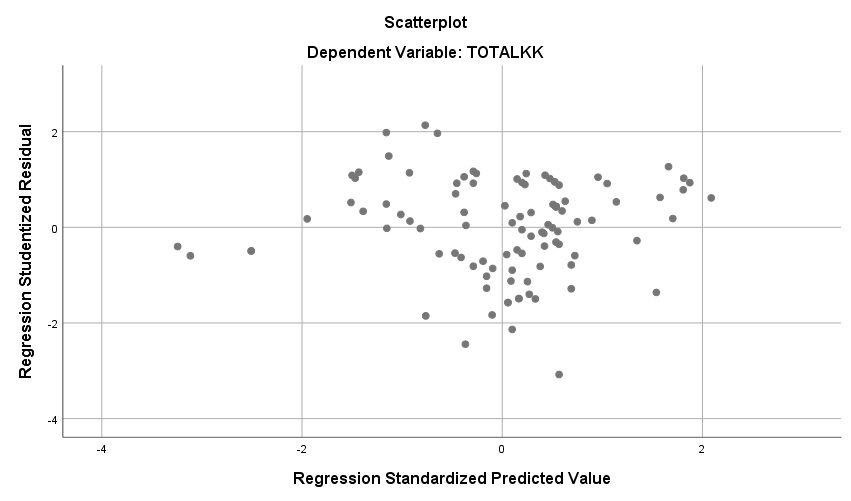 Scatterplot
Dependent Variable: TOTALKK
Regression Studentized Residual
2
0
-2
-4
-4
-2
0
2
Regression Standardized Predicted Value